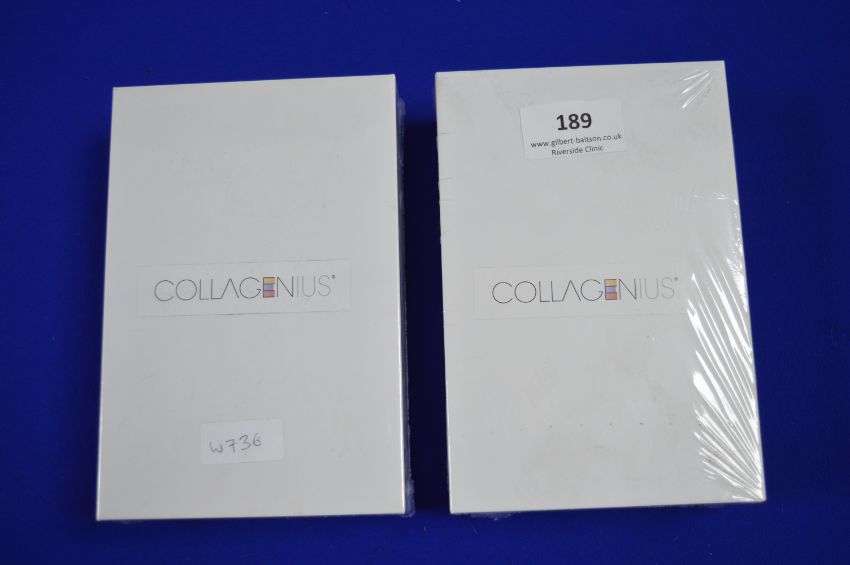 COLLAGENIUS®
W736
189
www.gilbert-baitson.co.uk
Riverside Clinic
COLLAGENIUS®